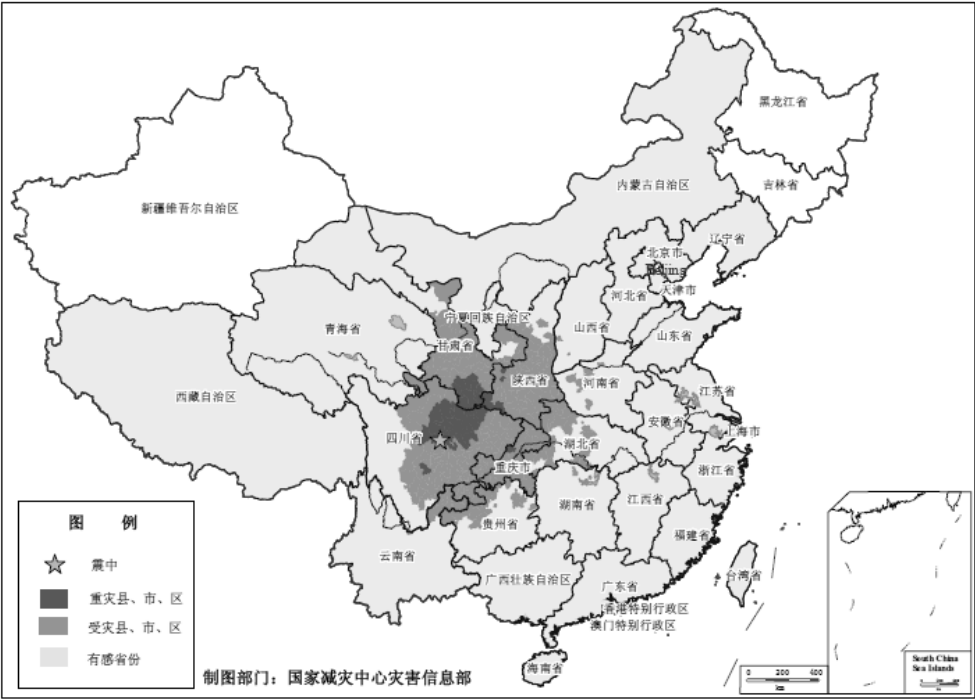 黑龙江省
内蒙古自治区
吉林省
新疆维吾尔自治区
辽宁省
北京市
Beijing
天津市
河北省
宁夏回族自治区
青海省
山西省
山东省
甘肃省
陕西省
河南省
江苏省
西藏自治区
安徽省
上海市
四川省
湖北省
重庆市
浙江省
湖南省
江西省
贵州省
福建省
云南省
广西壮族自治区
广东省
台湾省
香港特别行政区
澳门特别行政区
海南省
图 例
震中
重灾县、市、区
受灾县、市、区
有感省份
制图部门：国家减灾中心灾害信息部
0 200 400
km
South China
Sea Islands